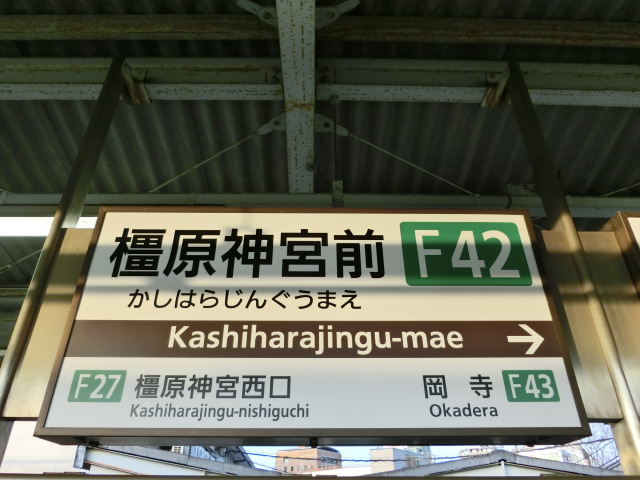 橿原神宮前 F42
かしはらじんぐうまえ
Kashiharajingu-mae →
F27 橿原神宮西口 岡寺 F43
Kashiharajingu-nishiguchi Okadera